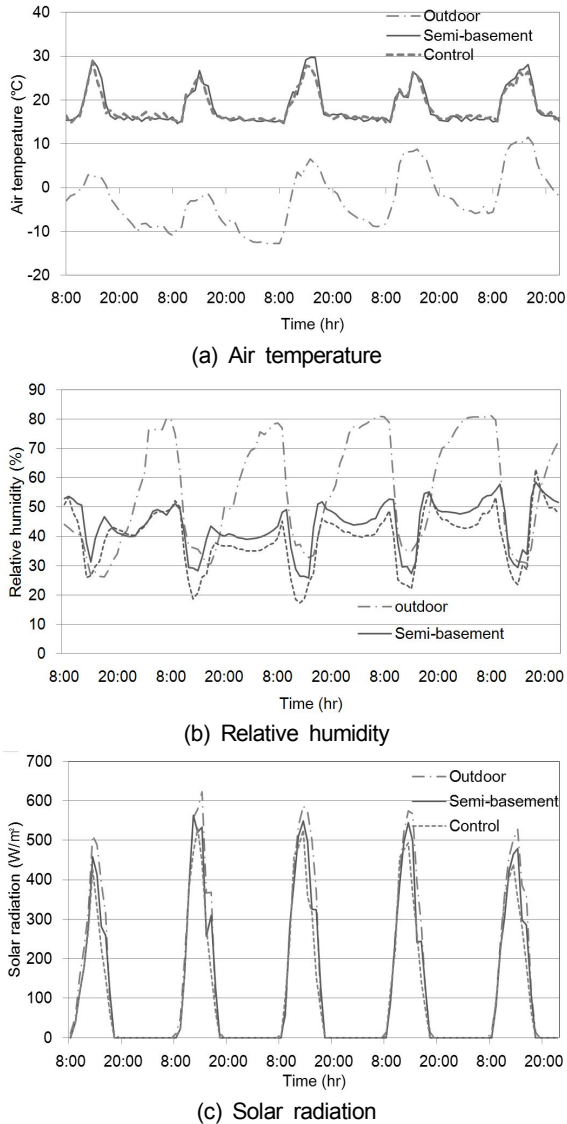 40
30
20
10
0
-10
-20
Air temperature (℃)
Outdoor
Semi-basement
Control
8:00 20:00 8:00 20:00 8:00 20:00 8:00 20:00 8:00 20:00
Time (hr)
(a) Air temperature
90
80
70
60
50
40
30
20
10
0
Relative humidity (%)
outdoor
Semi-basement
8:00 20:00 8:00 20:00 8:00 20:00 8:00 20:00 8:00 20:00
Time (hr)
(b) Relative humidity
700
600
500
400
300
200
100
0
Solar radiation (W/㎡)
Outdoor
Semi-basement
Control
8:00 20:00 8:00 20:00 8:00 20:00 8:00 20:00 8:00 20:00
Time (hr)
(c) Solar radiation